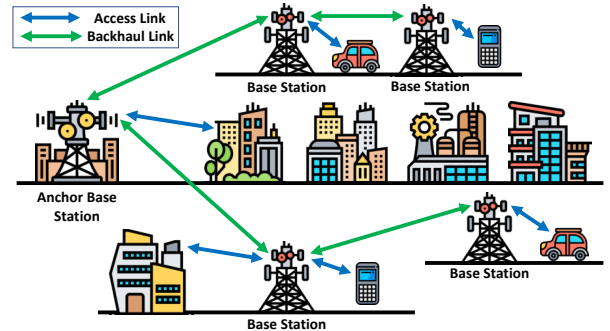 Access Link
Backhaul Link
Base Station
Base Station
Anchor Base
Station
Base Station
Base Station